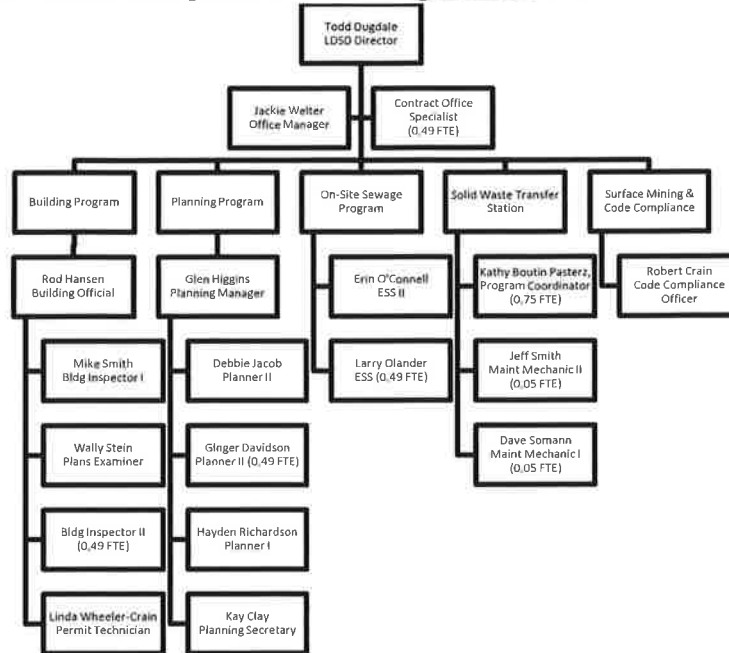 Todd Dugdale
LDSD Director
Jackie Welter
Office Manager
Contract Office
Specialist
(0.49 FTE)
Building Program
Planning Program
On-Site Sewage
Program
Solid Waste Transfer
Station
Surface Mining &
Code Compliance
Rod Hansen
Building Official
Glen Higgins
Planning Manager
Erin O'Connell
ESS II
Kathy Boutin Pasterz,
Program Coordinator
(0.75 FTE)
Robert Crain
Code Compliance
Officer
Mike Smith
Bldg Inspector I
Debbie Jacob
Planner II
Larry Olander
ESS (0.49 FTE)
Jeff Smith
Maint Mechanic II
(0.05 FTE)
Wally Stein
Plans Examiner
Ginger Davidson
Planner II (0.49 FTE)
Dave Somann
Maint Mechanic I
(0.05 FTE)
Bldg Inspector II
(0.49 FTE)
Hayden Richardson
Planner I
Linda Wheeler-Crain
Permit Technician
Kay Clay
Planning Secretary